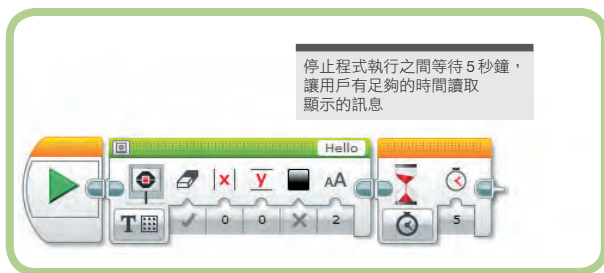 停止程式執行之間等待5秒鐘，
讓用戶有足夠的時間讀取
顯示的訊息
Hello
x y AA
T 0 0 2 5